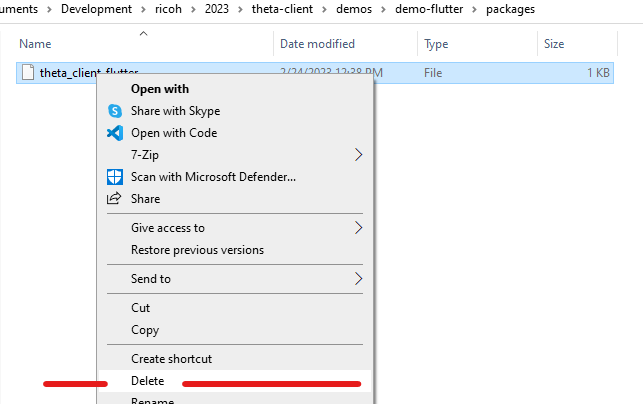 uments > Development > ricoh > 2023 > theta-client > demos > demo-flutter > packages
Name Date modified Type Size
theta_client_flutter 2/24/2023 12:38 PM File 1 KB
Open with
Share with Skype
Open with Code
7-Zip
Scan with Microsoft Defender...
Share
Give access to
Restore previous versions
Send to
Cut
Copy
Create shortcut
Delete
Rename